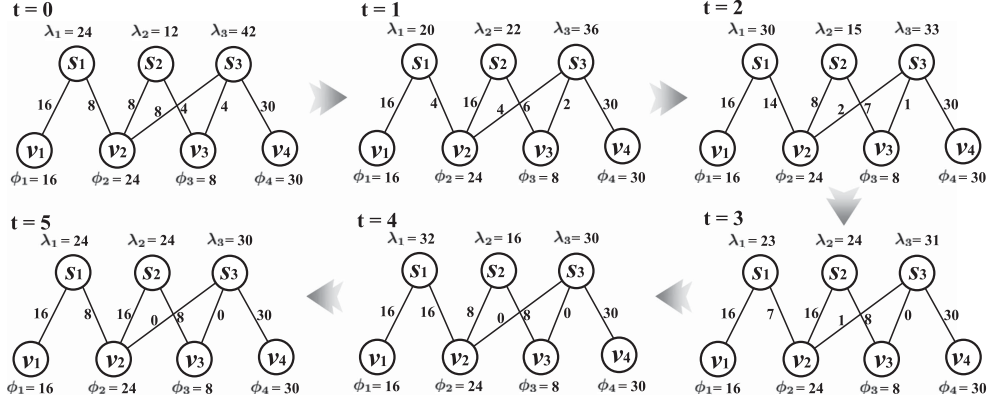 t = 0
λ₁ = 24 λ₂ = 12 λ₃ = 42
s₁ s₂ s₃
16 8 8 8 4 4 30
v₁ v₂ v₃ v₄
ϕ₁ = 16 ϕ₂ = 24 ϕ₃ = 8 ϕ₄ = 30
t = 1
λ₁ = 20 λ₂ = 22 λ₃ = 36
s₁ s₂ s₃
16 4 16 4 6 2 30
v₁ v₂ v₃ v₄
ϕ₁ = 16 ϕ₂ = 24 ϕ₃ = 8 ϕ₄ = 30
t = 2
λ₁ = 30 λ₂ = 15 λ₃ = 33
s₁ s₂ s₃
16 14 8 2 7 1 30
v₁ v₂ v₃ v₄
ϕ₁ = 16 ϕ₂ = 24 ϕ₃ = 8 ϕ₄ = 30
t = 5
λ₁ = 24 λ₂ = 24 λ₃ = 30
s₁ s₂ s₃
16 8 16 0 8 0 30
v₁ v₂ v₃ v₄
ϕ₁ = 16 ϕ₂ = 24 ϕ₃ = 8 ϕ₄ = 30
t = 4
λ₁ = 32 λ₂ = 16 λ₃ = 30
s₁ s₂ s₃
16 16 8 0 8 0 30
v₁ v₂ v₃ v₄
ϕ₁ = 16 ϕ₂ = 24 ϕ₃ = 8 ϕ₄ = 30
t = 3
λ₁ = 23 λ₂ = 24 λ₃ = 31
s₁ s₂ s₃
16 7 16 1 8 0 30
v₁ v₂ v₃ v₄
ϕ₁ = 16 ϕ₂ = 24 ϕ₃ = 8 ϕ₄ = 30